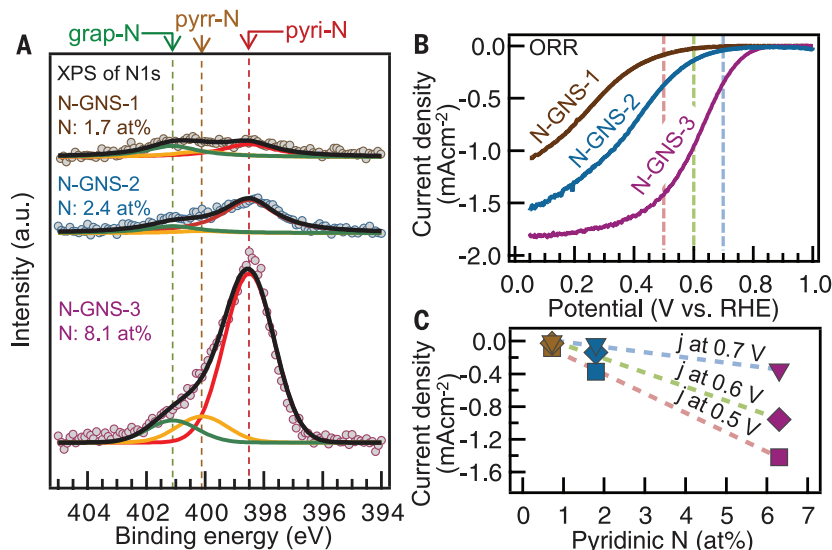 A
grap-N
pyrr-N
pyri-N
XPS of N1s
N-GNS-1
N: 1.7 at%
N-GNS-2
N: 2.4 at%
N-GNS-3
N: 8.1 at%
Intensity (a.u.)
404 402 400 398 396 394
Binding energy (eV)
B
ORR
N-GNS-1
N-GNS-2
N-GNS-3
0.0
-0.5
-1.0
-1.5
-2.0
Current density
(mAcm-2)
0.0 0.2 0.4 0.6 0.8 1.0
Potential (V vs. RHE)
C
j at 0.7 V
j at 0.6 V
j at 0.5 V
0.0
-0.4
-0.8
-1.2
-1.6
Current density
(mAcm-2)
0 1 2 3 4 5 6 7
Pyridinic N (at%)